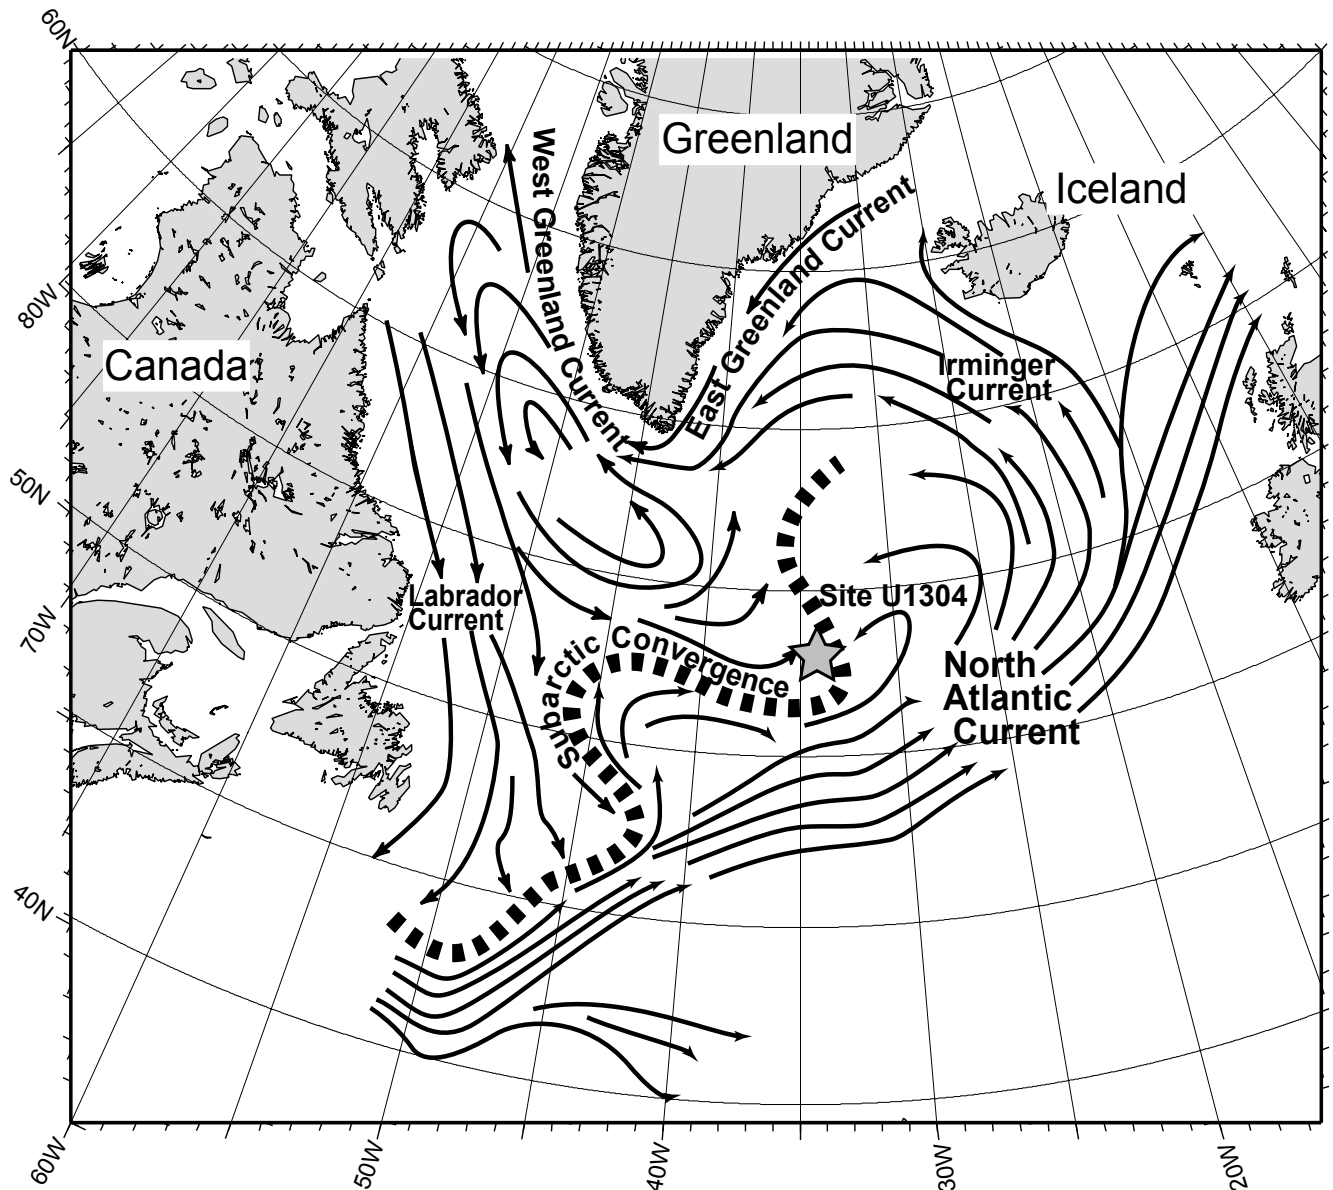 60N
Greenland
Iceland
West Greenland Current
East Greenland Current
80W
Canada
Irminger
Current
50N
Labrador
Current
Site U1304
70W
Subarctic Convergence
North
Atlantic
Current
40N
60W
50W
40W
30W
20W